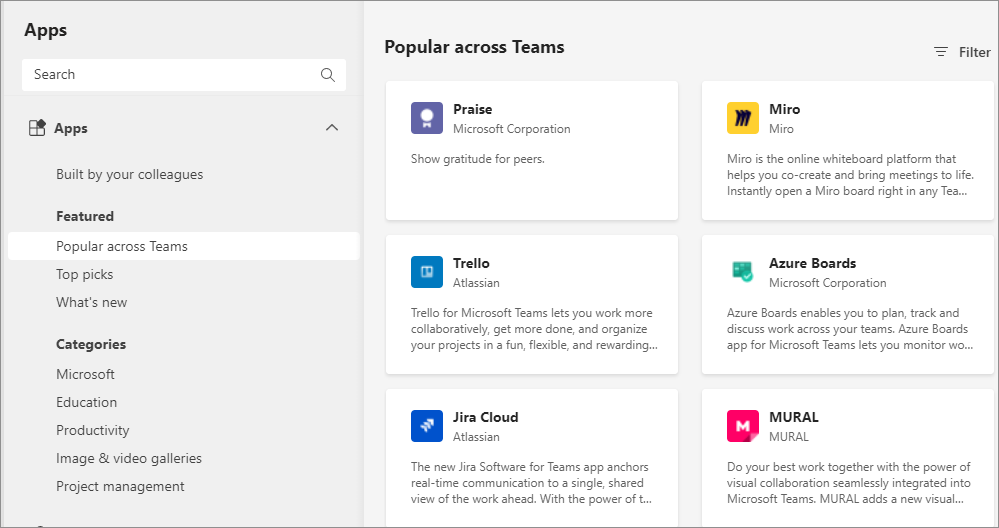 Apps
Search
Apps
Built by your colleagues
Featured
Popular across Teams
Top picks
What's new
Categories
Microsoft
Education
Productivity
Image & video galleries
Project management
Popular across Teams
Filter
Praise
Microsoft Corporation
Show gratitude for peers.
Miro
Miro
Miro is the online whiteboard platform that
helps you co-create and bring meetings to life.
Instantly open a Miro board right in any Tea...
Trello
Atlassian
Trello for Microsoft Teams lets you work more
collaboratively, get more done, and organize
your projects in a fun, flexible, and rewarding...
Azure Boards
Microsoft Corporation
Azure Boards enables you to plan, track and
discuss work across your teams. Azure Boards
app for Microsoft Teams lets you monitor wo...
Jira Cloud
Atlassian
The new Jira Software for Teams app anchors
real-time communication to a single, shared
view of the work ahead. With the power of t...
MURAL
MURAL
Do your best work together with the power of
visual collaboration seamlessly integrated into
Microsoft Teams. MURAL adds a new visual...